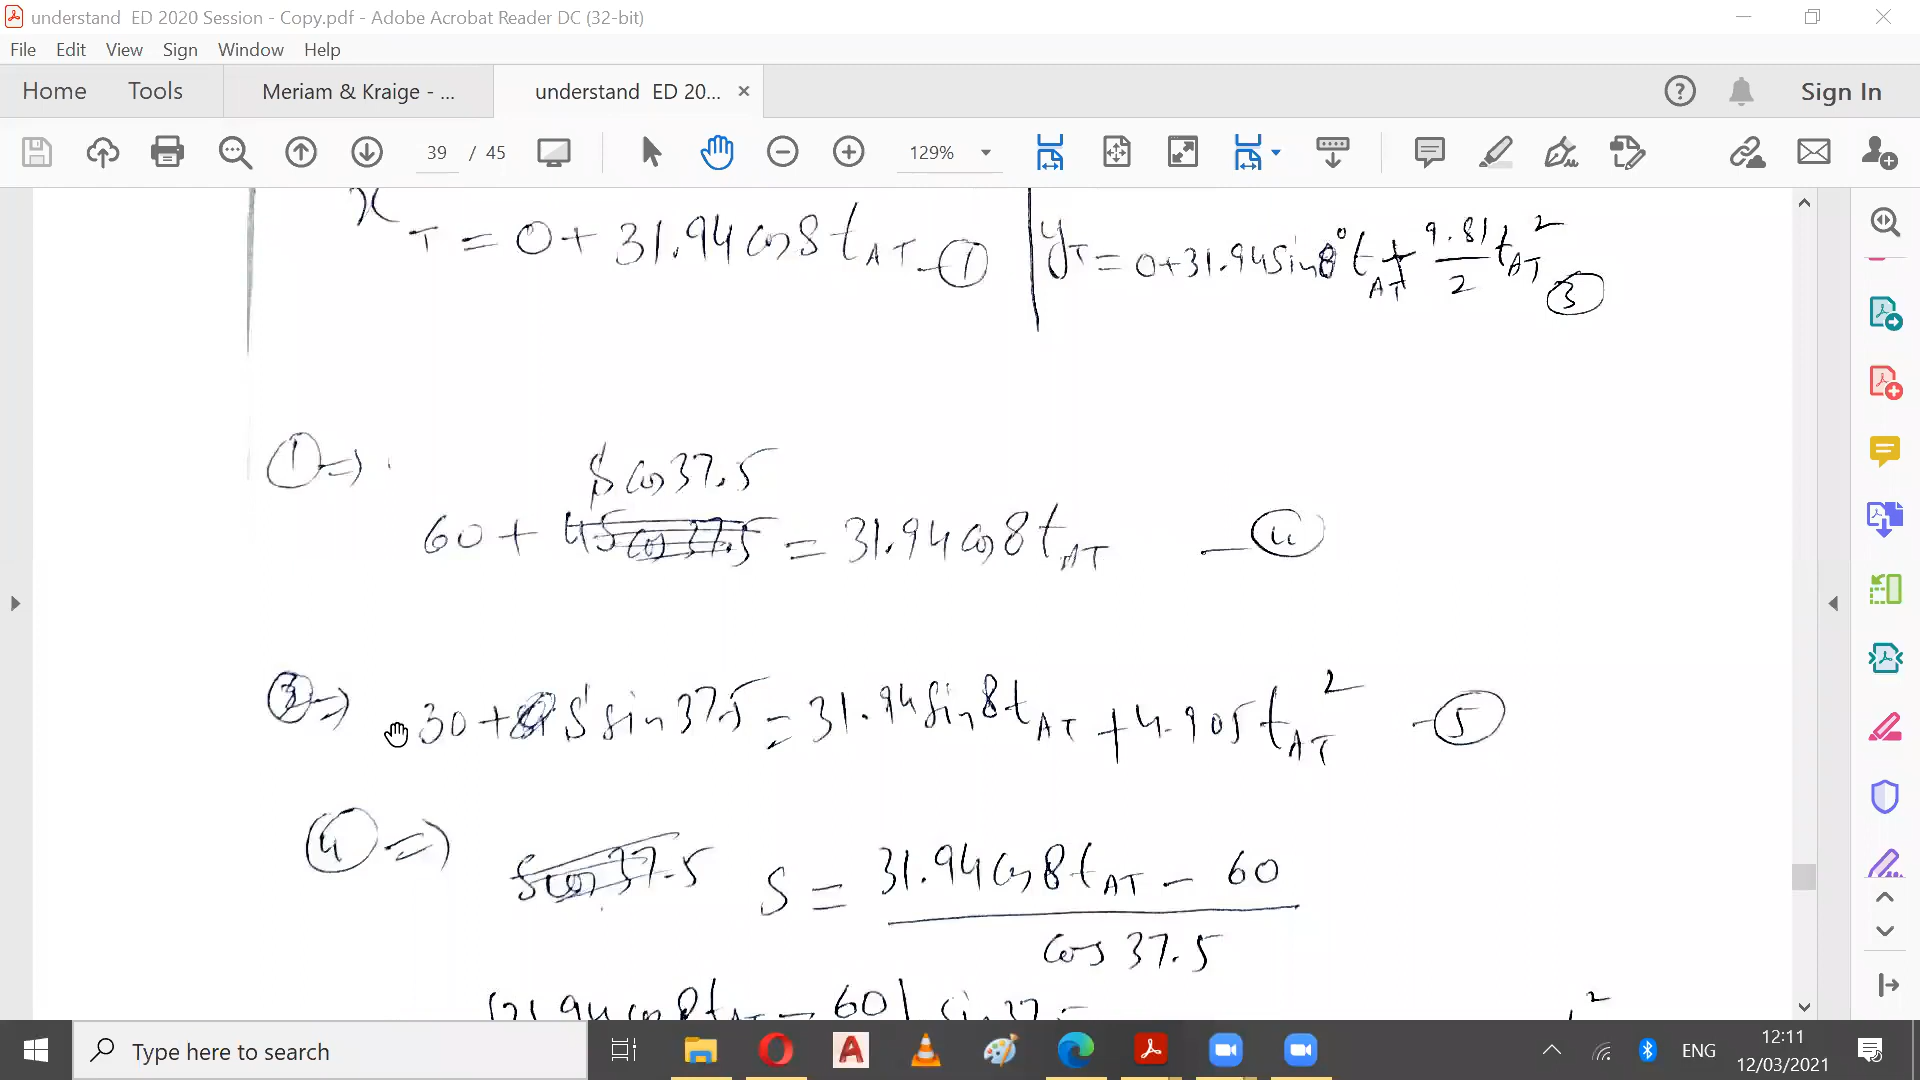 understand ED 2020 Session - Copy.pdf - Adobe Acrobat Reader DC (32-bit)
File Edit View Sign Window Help
Home Tools Meriam & Kraige - ... understand ED 20... × Sign In
39 / 45 129%
x_T = 0 + 31.94 cos 8 t_AT - ①
y_T = 0 + 31.94 sin 8° t_AT + 9.81/2 t_AT^2 ③
① ⇒
S cos 37.5
60 + = 31.94 cos 8 t_AT - ④
⇒ 30 + S sin 37.5 = 31.94 sin 8 t_AT + 4.905 t_AT^2 - ⑤
④ ⇒ S cos 37.5 S = (31.94 cos 8 t_AT - 60) / cos 37.5
Type here to search
ENG
12:11
12/03/2021